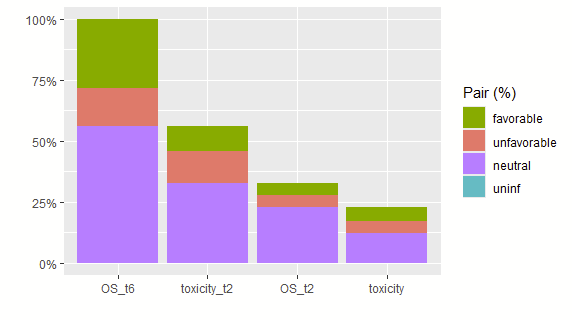 100%
75%
50%
25%
0%
OS_t6
toxicity_t2
OS_t2
toxicity
Pair (%)
favorable
unfavorable
neutral
uninf